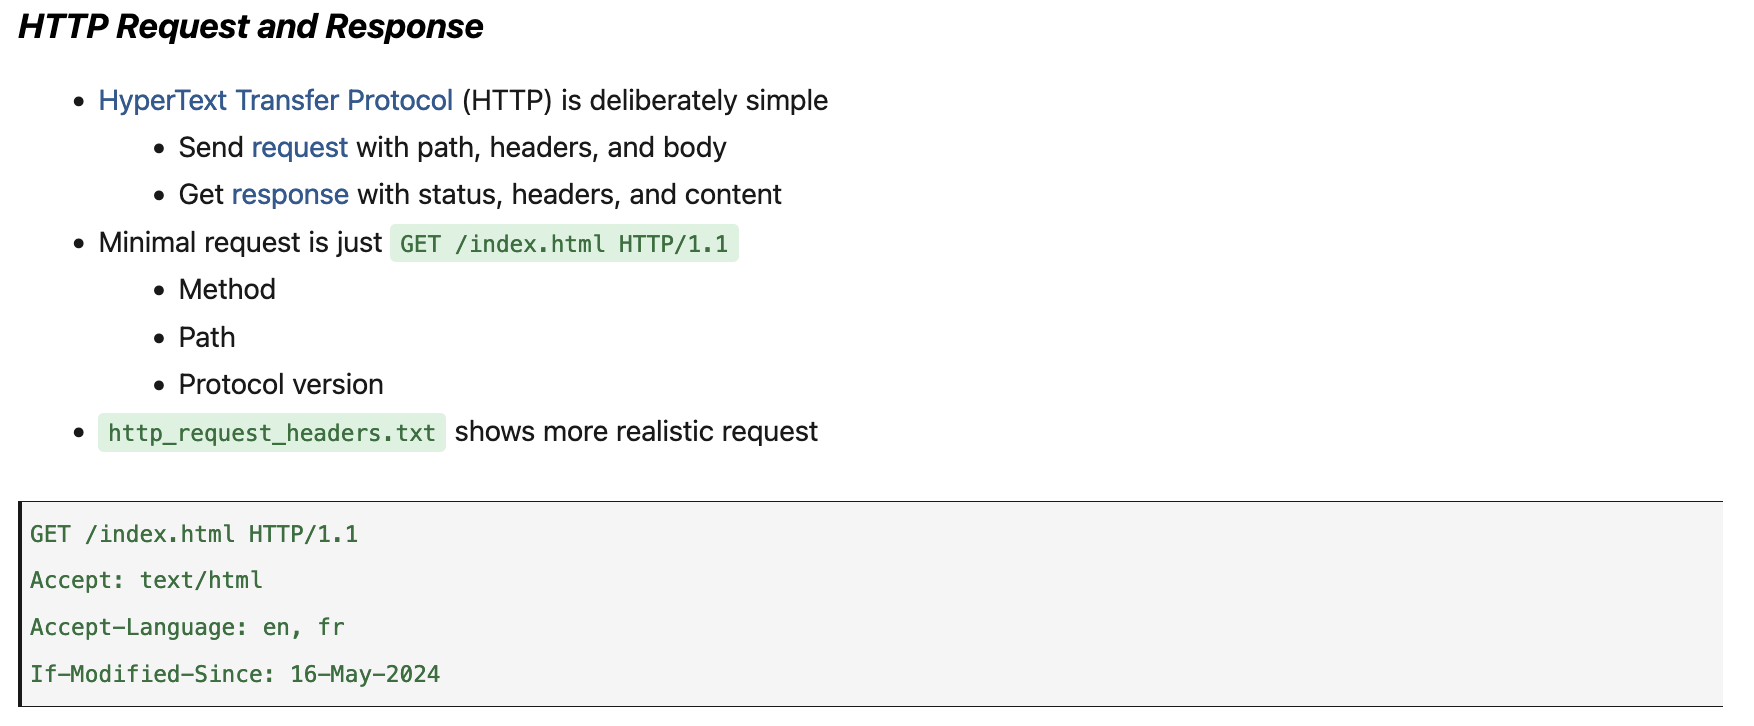 HTTP Request and Response
• HyperText Transfer Protocol (HTTP) is deliberately simple
• Send request with path, headers, and body
• Get response with status, headers, and content
• Minimal request is just GET /index.html HTTP/1.1
• Method
• Path
• Protocol version
• http_request_headers.txt shows more realistic request
GET /index.html HTTP/1.1
Accept: text/html
Accept-Language: en, fr
If-Modified-Since: 16-May-2024